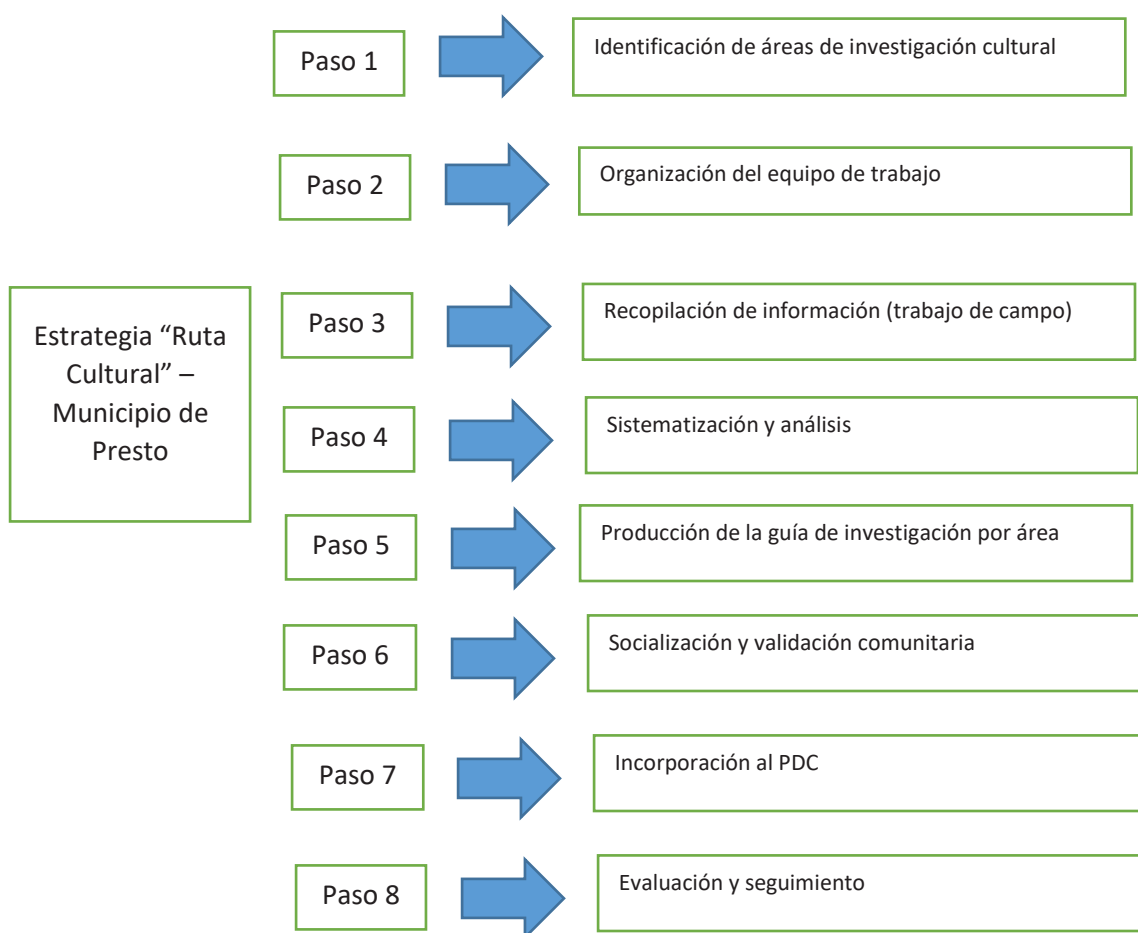 Estrategia “Ruta
Cultural” –
Municipio de
Presto
Paso 1
Identificación de áreas de investigación cultural
Paso 2
Organización del equipo de trabajo
Paso 3
Recopilación de información (trabajo de campo)
Paso 4
Sistematización y análisis
Paso 5
Producción de la guía de investigación por área
Paso 6
Socialización y validación comunitaria
Paso 7
Incorporación al PDC
Paso 8
Evaluación y seguimiento